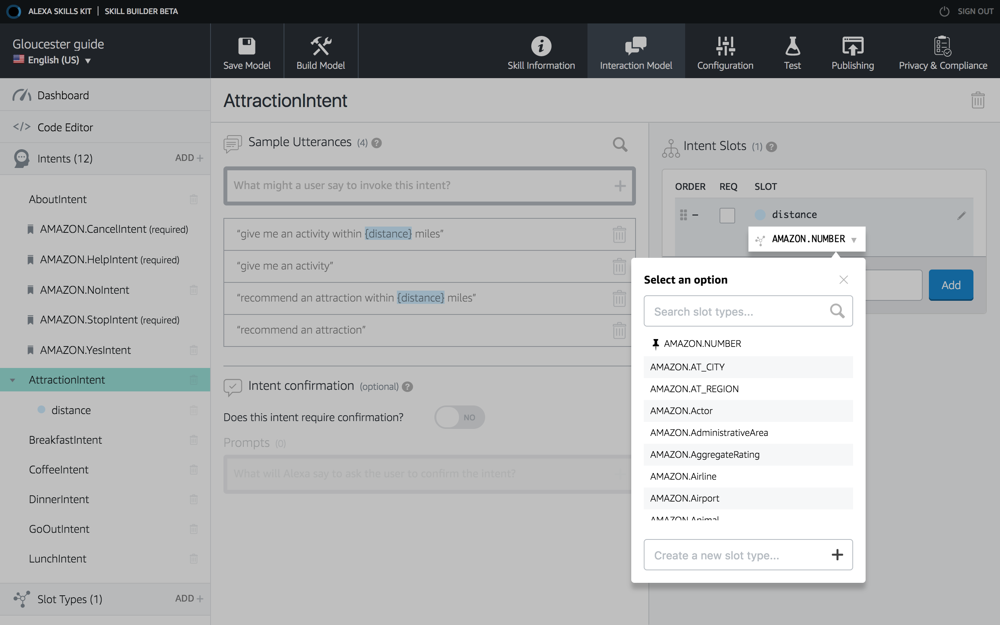 ALEXA SKILLS KIT | SKILL BUILDER BETA
SIGN OUT
Gloucester guide
English (US)
Save Model
Build Model
Skill Information
Interaction Model
Configuration
Test
Publishing
Privacy & Compliance
Dashboard
Code Editor
Intents (12)
ADD +
AboutIntent
AMAZON.CancelIntent (required)
AMAZON.HelpIntent (required)
AMAZON.NoIntent
AMAZON.StopIntent (required)
AMAZON.YesIntent
AttractionIntent
distance
BreakfastIntent
CoffeeIntent
DinnerIntent
GoOutIntent
LunchIntent
Slot Types (1)
ADD +
AttractionIntent
Sample Utterances (4) ?
What might a user say to invoke this intent?
“give me an activity within {distance} miles”
“give me an activity”
“recommend an attraction within {distance} miles”
“recommend an attraction”
Intent confirmation (optional) ?
Does this intent require confirmation?
NO
Prompts (0)
What will Alexa say to ask the user to confirm the intent?
Intent Slots (1) ?
ORDER REQ SLOT
distance
AMAZON.NUMBER
Add
Select an option
Search slot types...
AMAZON.NUMBER
AMAZON.AT_CITY
AMAZON.AT_REGION
AMAZON.Actor
AMAZON.AdministrativeArea
AMAZON.AggregateRating
AMAZON.Airline
AMAZON.Airport
AMAZON.Animal
Create a new slot type...